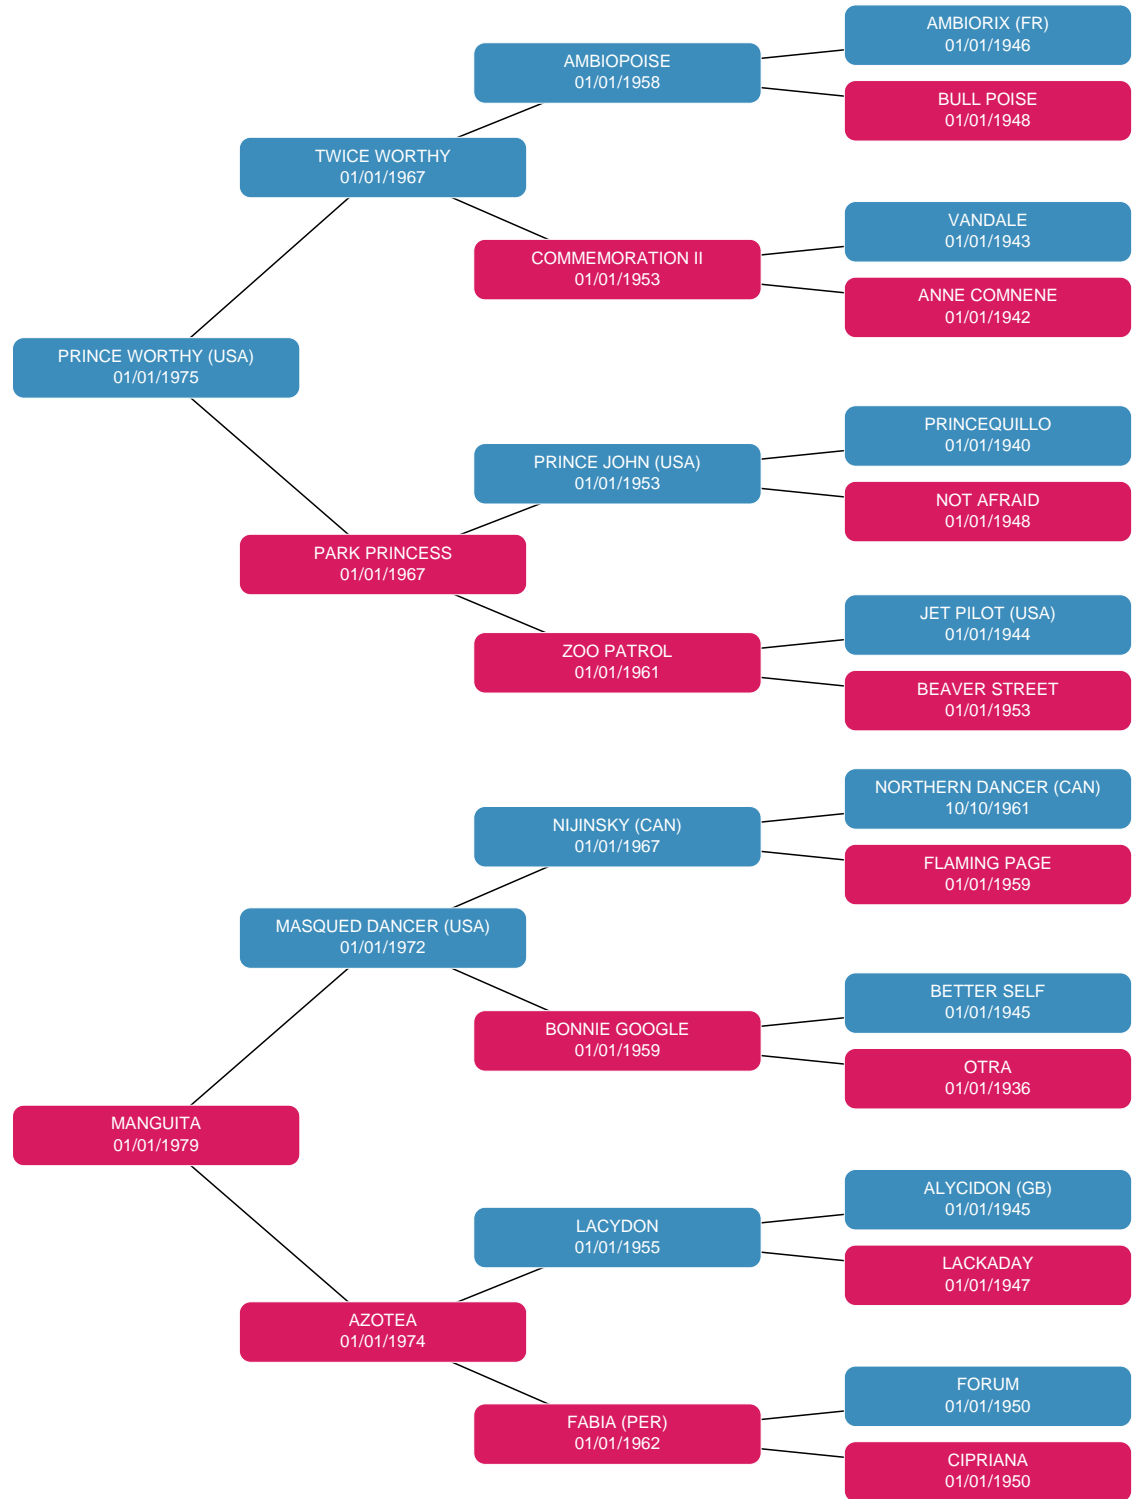 AMBIORIX (FR)
01/01/1946
AMBIOPOISE
01/01/1958
BULL POISE
01/01/1948
TWICE WORTHY
01/01/1967
VANDALE
01/01/1943
COMMEMORATION II
01/01/1953
ANNE COMNENE
01/01/1942
PRINCE WORTHY (USA)
01/01/1975
PRINCEQUILLO
01/01/1940
PRINCE JOHN (USA)
01/01/1953
NOT AFRAID
01/01/1948
PARK PRINCESS
01/01/1967
JET PILOT (USA)
01/01/1944
ZOO PATROL
01/01/1961
BEAVER STREET
01/01/1953
NORTHERN DANCER (CAN)
10/10/1961
NIJINSKY (CAN)
01/01/1967
FLAMING PAGE
01/01/1959
MASQUED DANCER (USA)
01/01/1972
BETTER SELF
01/01/1945
BONNIE GOOGLE
01/01/1959
OTRA
01/01/1936
MANGUITA
01/01/1979
ALYCIDON (GB)
01/01/1945
LACYDON
01/01/1955
LACKADAY
01/01/1947
AZOTEA
01/01/1974
FORUM
01/01/1950
FABIA (PER)
01/01/1962
CIPRIANA
01/01/1950